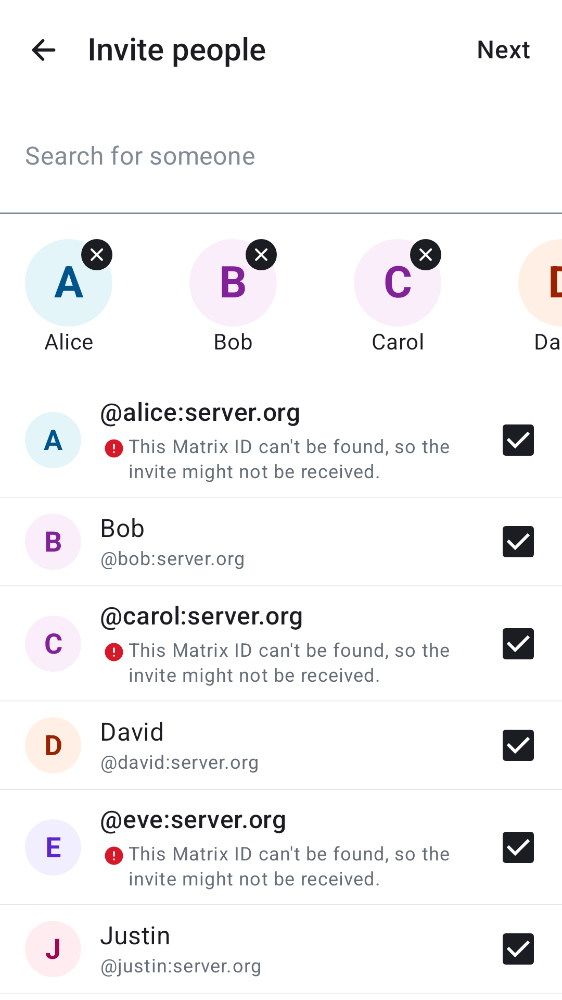 Invite people
Next
Search for someone
A
B
C
D
Alice
Bob
Carol
Da
A
@alice:server.org
This Matrix ID can't be found, so the
invite might not be received.
B
Bob
@bob:server.org
C
@carol:server.org
This Matrix ID can't be found, so the
invite might not be received.
D
David
@david:server.org
E
@eve:server.org
This Matrix ID can't be found, so the
invite might not be received.
J
Justin
@justin:server.org